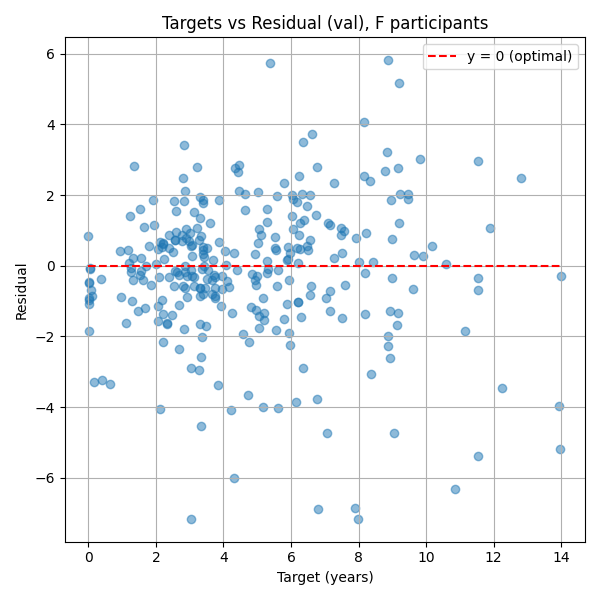 Targets vs Residual (val), F participants
y = 0 (optimal)
Residual
6
4
2
0
−2
−4
−6
0 2 4 6 8 10 12 14
Target (years)